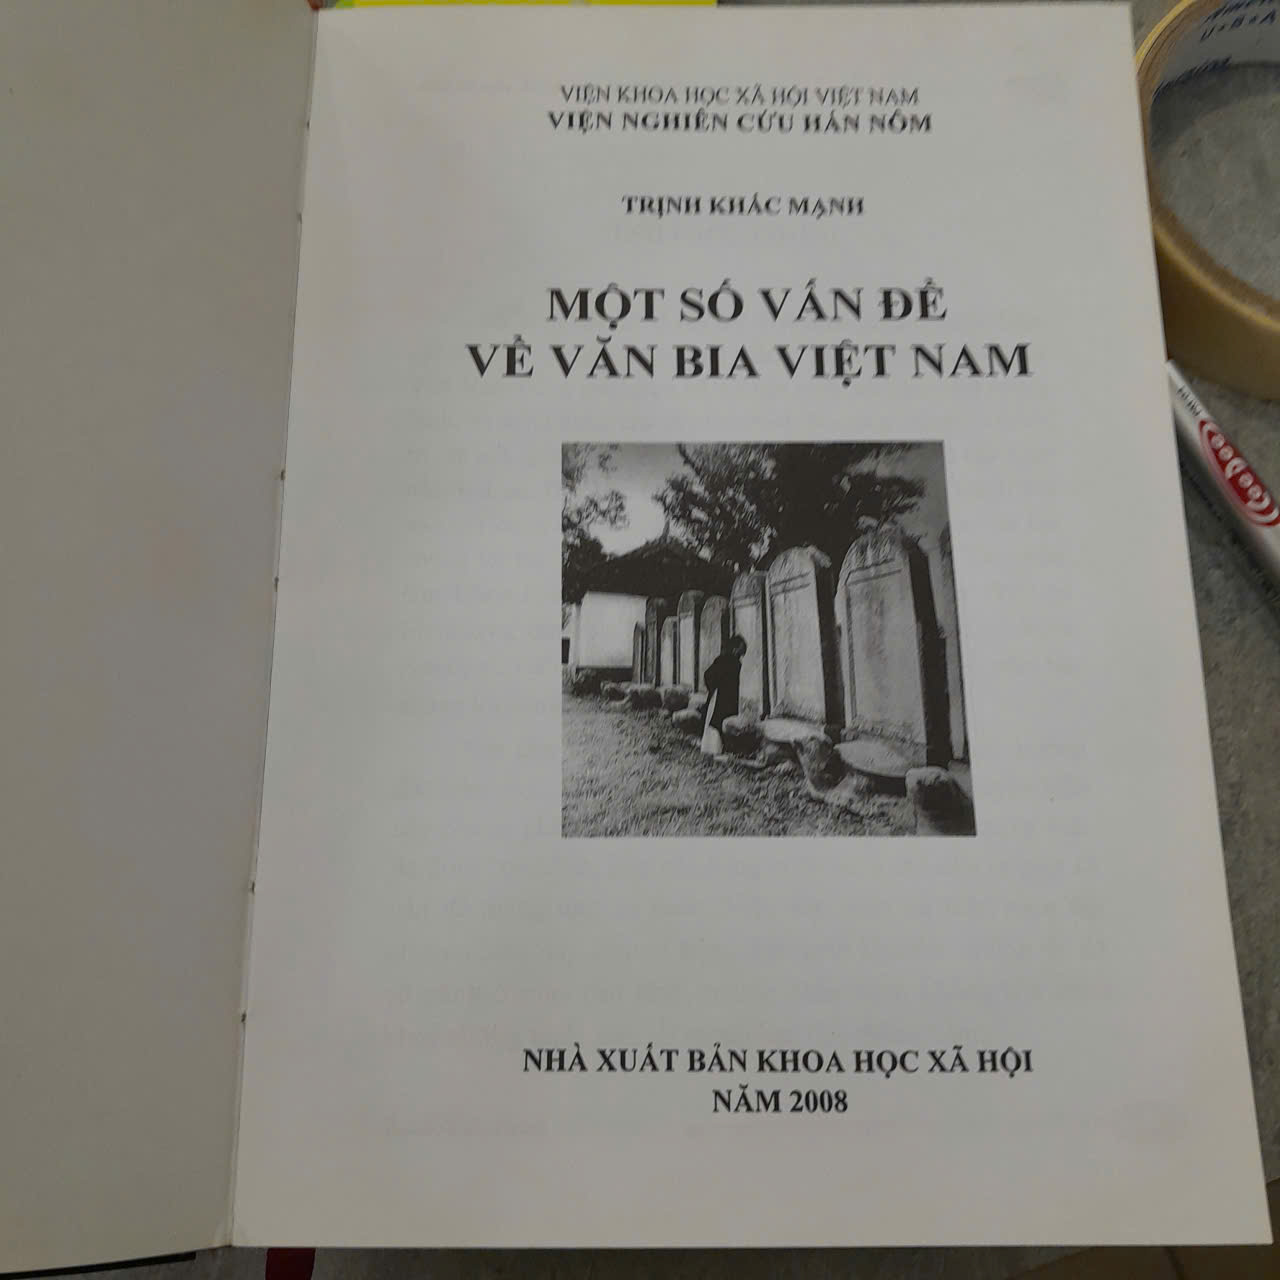 VIỆN KHOA HỌC XÃ HỘI VIỆT NAM
VIỆN NGHIÊN CỨU HÁN NÔM
TRỊNH KHẮC MẠNH
MỘT SỐ VẤN ĐỀ
VỀ VĂN BIA VIỆT NAM
NHÀ XUẤT BẢN KHOA HỌC XÃ HỘI
NĂM 2008